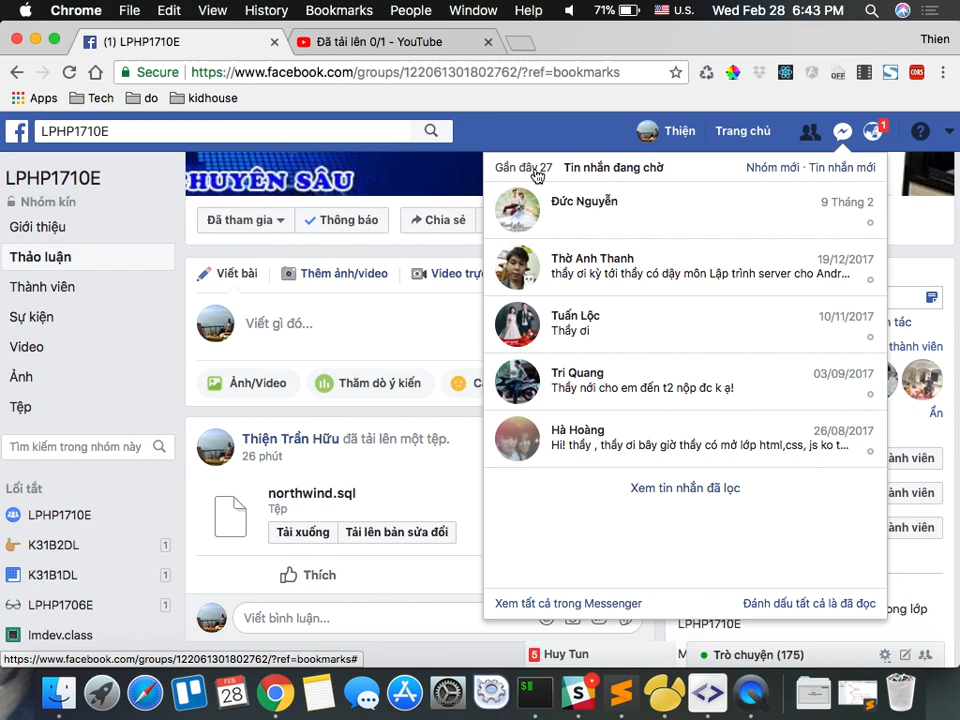 Chrome File Edit View History Bookmarks People Window Help 71% U.S. Wed Feb 28 6:43 PM
(1) LPHP1710E
Đã tải lên 0/1 - YouTube
Thien
Secure https://www.facebook.com/groups/122061301802762/?ref=bookmarks
OFF
CORS
Apps Tech do kidhouse
LPHP1710E
Thiện Trang chủ
1
LPHP1710E
Nhóm kín
Giới thiệu
Thảo luận
Thành viên
Sự kiện
Video
Ảnh
Tệp
Tìm kiếm trong nhóm này
Lối tắt
LPHP1710E
K31B2DL 1
K31B1DL 1
LPHP1706E 1
Imdev.class
https://www.facebook.com/groups/122061301802762/?ref=bookmarks#
CHUYÊN SÂU
Đã tham gia Thông báo Chia sẻ
Viết bài Thêm ảnh/video Video trự
Viết gì đó...
Ảnh/Video Thăm dò ý kiến
Thiện Trần Hữu đã tải lên một tệp.
26 phút
northwind.sql
Tệp
Tải xuống Tải lên bản sửa đổi
Thích
Viết bình luận...
Gần đây 27 Tin nhắn đang chờ Nhóm mới · Tin nhắn mới
Đức Nguyễn 9 Tháng 2
Thờ Anh Thanh 19/12/2017
thầy ơi kỳ tới thầy có dậy môn Lập trình server cho Andr...
Tuấn Lộc 10/11/2017
Thầy ơi
Tri Quang 03/09/2017
Thầy nới cho em đến t2 nộp đc k ạ!
Hà Hoàng 26/08/2017
Hi! thầy , thầy ơi bây giờ thầy có mở lớp html,css, js ko t...
Xem tin nhắn đã lọc
Xem tất cả trong Messenger Đánh dấu tất cả là đã đọc
tác
thành viên
Ẩn
ành viên
ành viên
ành viên
ong lớp
LPHP1710E
5 Huy Tun
M
Trò chuyện (175)
FEB
28